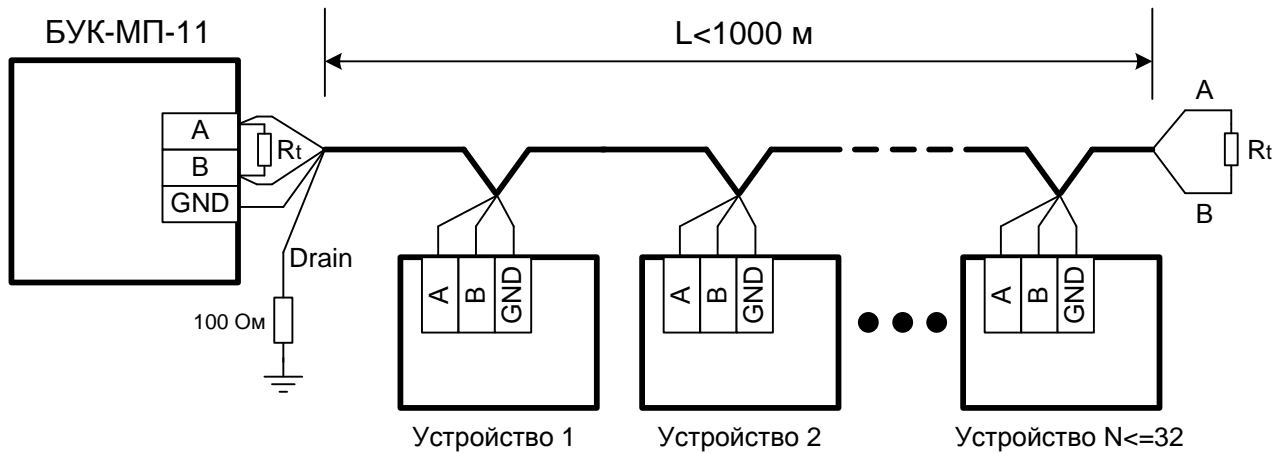 БУК-МП-11
L<1000 м
A
B
GND
Rt
Drain
100 Ом
A
B
Rt
A
B
GND
A
B
GND
A
B
GND
Устройство 1
Устройство 2
Устройство N<=32